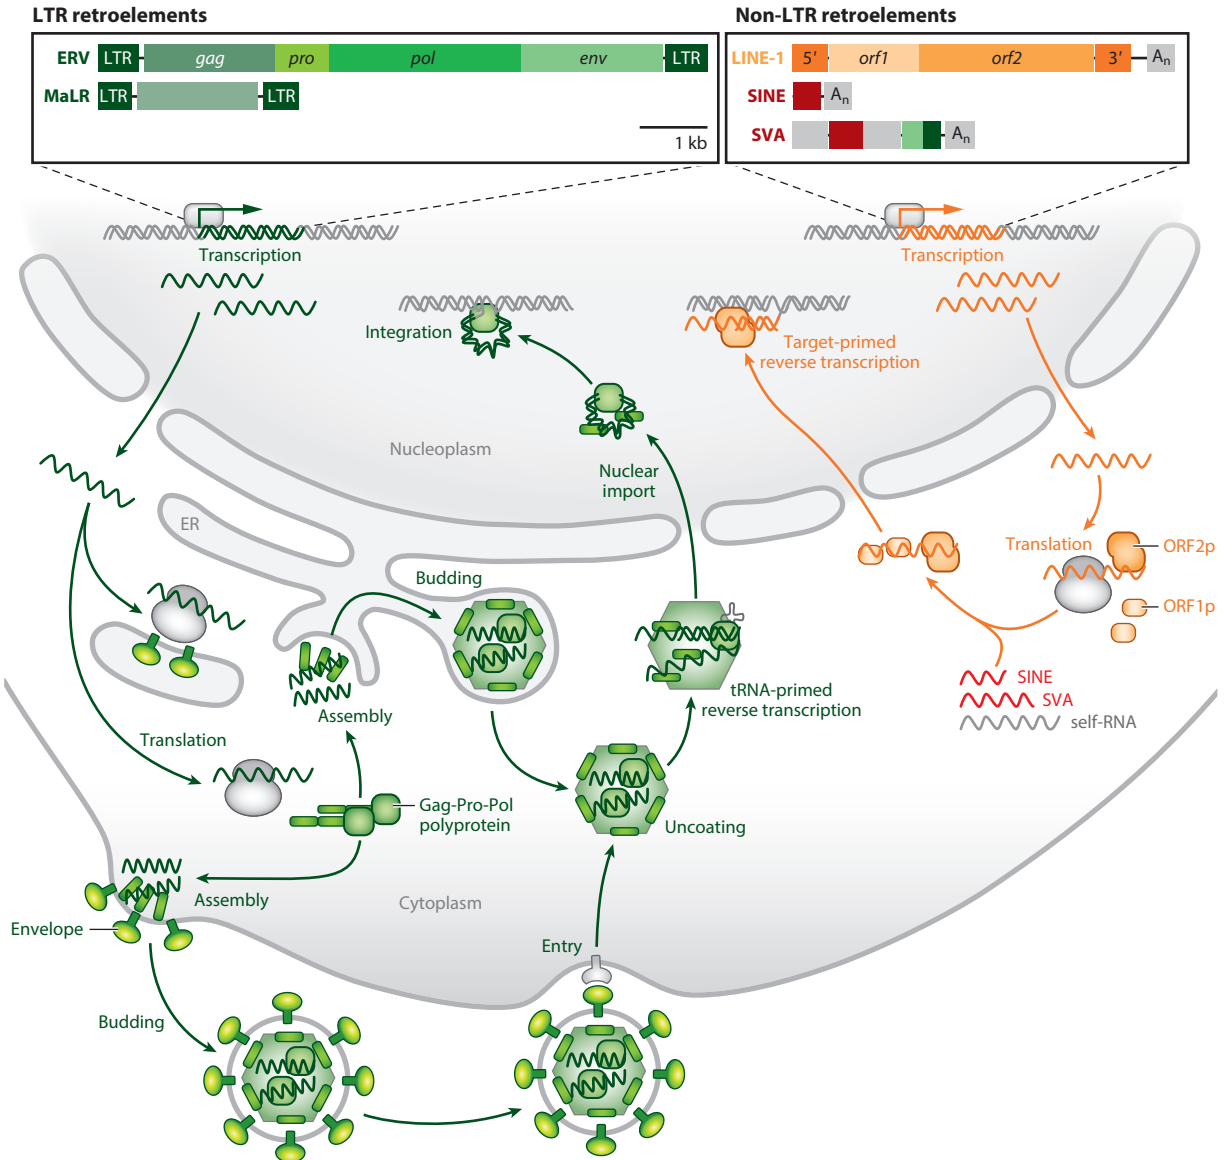 LTR retroelements
Non-LTR retroelements
ERV LTR gag pro pol env LTR
MaLR LTR LTR
1 kb
LINE-1 5′ orf1 orf2 3′ An
SINE An
SVA An
Transcription
Transcription
Integration
Target-primed
reverse transcription
Nucleoplasm
Nuclear
import
ER
Budding
Translation
ORF2p
ORF1p
SINE
SVA
self-RNA
Assembly
tRNA-primed
reverse transcription
Translation
Gag-Pro-Pol
polyprotein
Uncoating
Assembly
Cytoplasm
Envelope
Entry
Budding